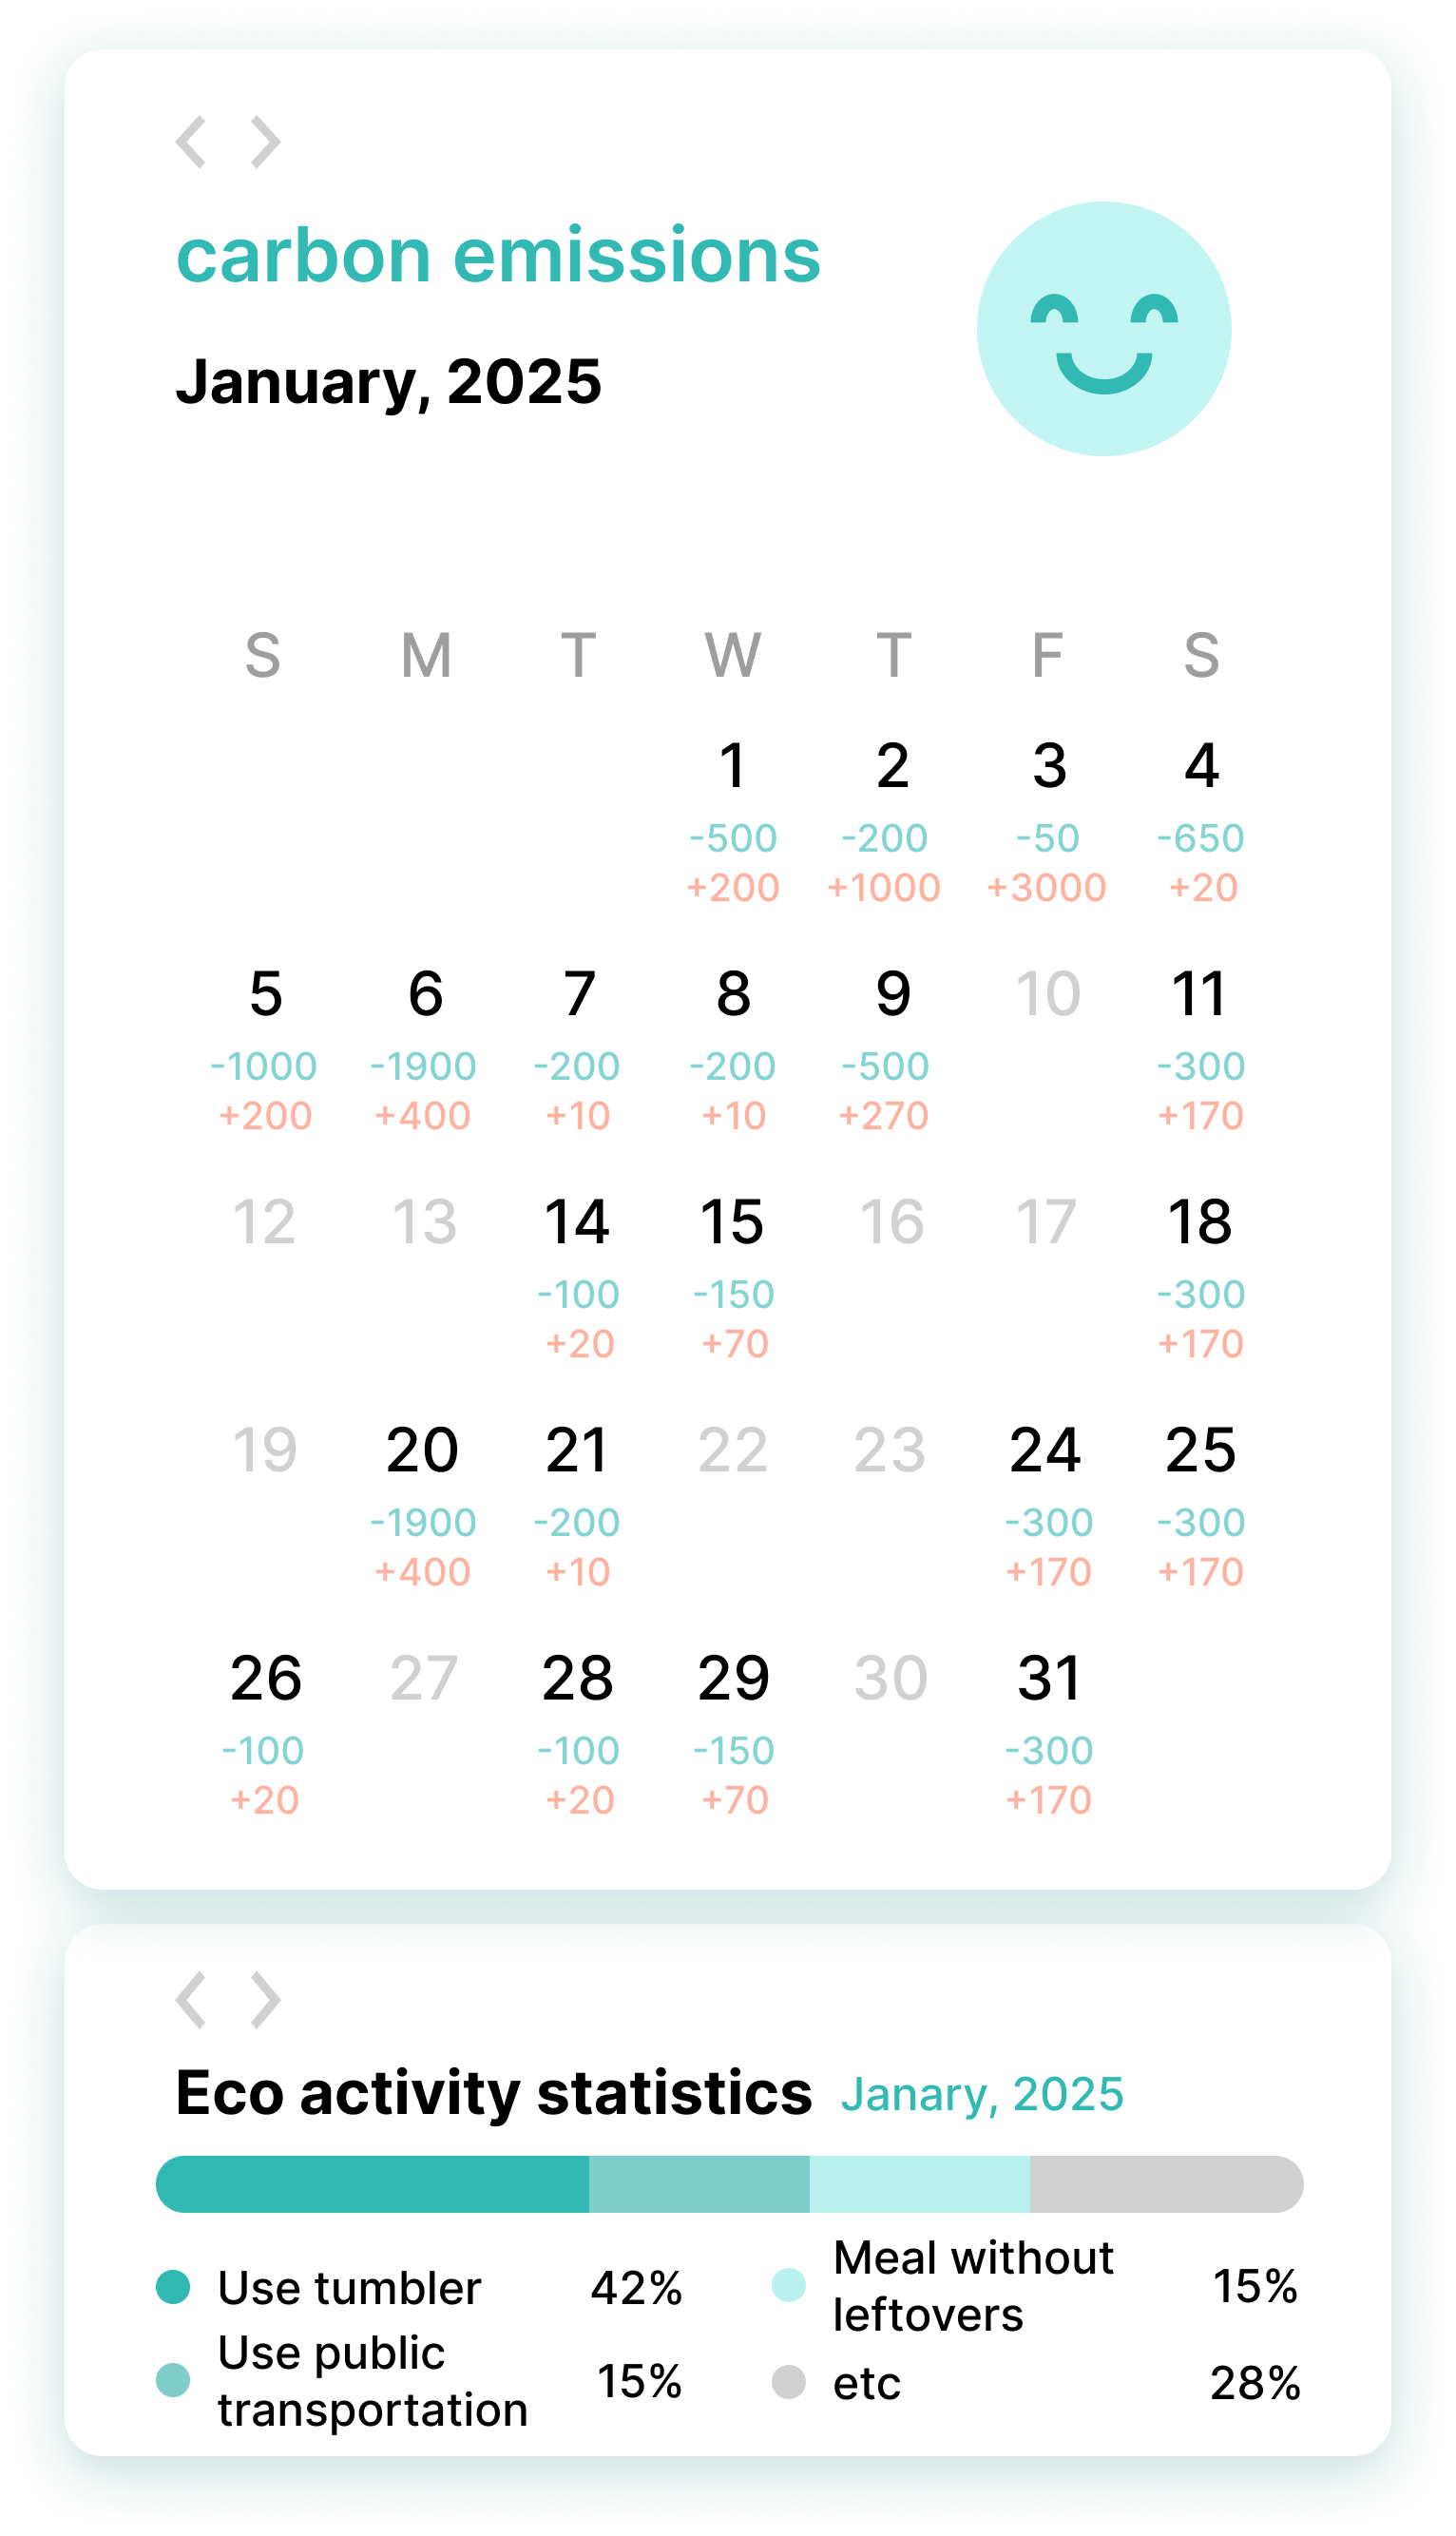 carbon emissions
January, 2025
S M T W T F S
1 2 3 4
-500 -200 -50 -650
+200 +1000 +3000 +20
5 6 7 8 9 10 11
-1000 -1900 -200 -200 -500 -300
+200 +400 +10 +10 +270 +170
12 13 14 15 16 17 18
-100 -150 -300
+20 +70 +170
19 20 21 22 23 24 25
-1900 -200 -300 -300
+400 +10 +170 +170
26 27 28 29 30 31
-100 -100 -150 -300
+20 +20 +70 +170
Eco activity statistics Janary, 2025
Use tumbler 42%
Use public
transportation 15%
Meal without
leftovers 15%
etc 28%